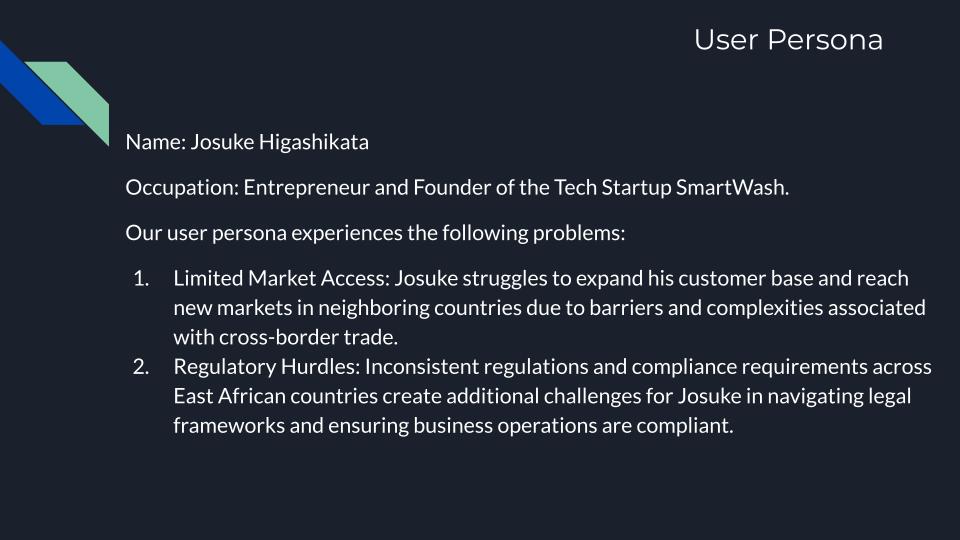 User Persona
Name: Josuke Higashikata
Occupation: Entrepreneur and Founder of the Tech Startup SmartWash.
Our user persona experiences the following problems:
1. Limited Market Access: Josuke struggles to expand his customer base and reach
new markets in neighboring countries due to barriers and complexities associated
with cross-border trade.
2. Regulatory Hurdles: Inconsistent regulations and compliance requirements across
East African countries create additional challenges for Josuke in navigating legal
frameworks and ensuring business operations are compliant.